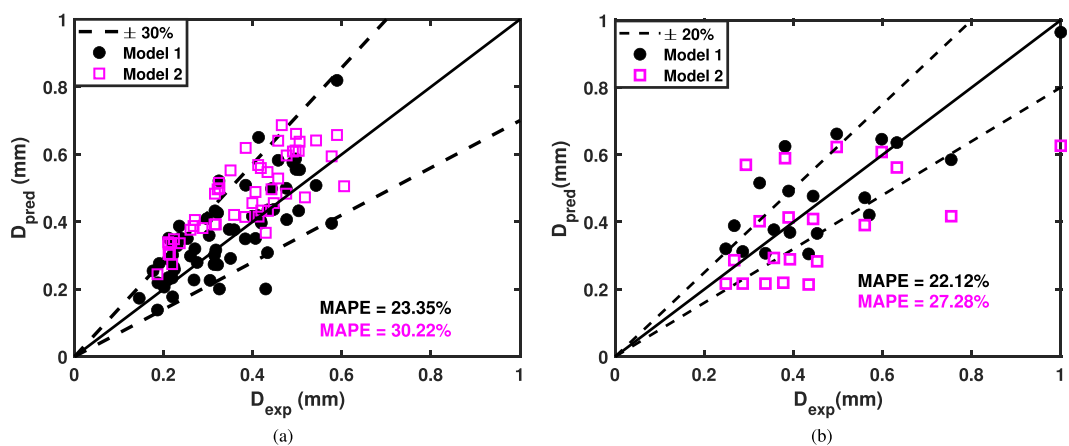 ± 30%
Model 1
Model 2
1
0.8
0.6
0.4
0.2
0
D_pred (mm)
MAPE = 23.35%
MAPE = 30.22%
0 0.2 0.4 0.6 0.8 1
D_exp (mm)
(a)
± 20%
Model 1
Model 2
1
0.8
0.6
0.4
0.2
0
D_pred(mm)
MAPE = 22.12%
MAPE = 27.28%
0 0.2 0.4 0.6 0.8 1
D_exp (mm)
(b)